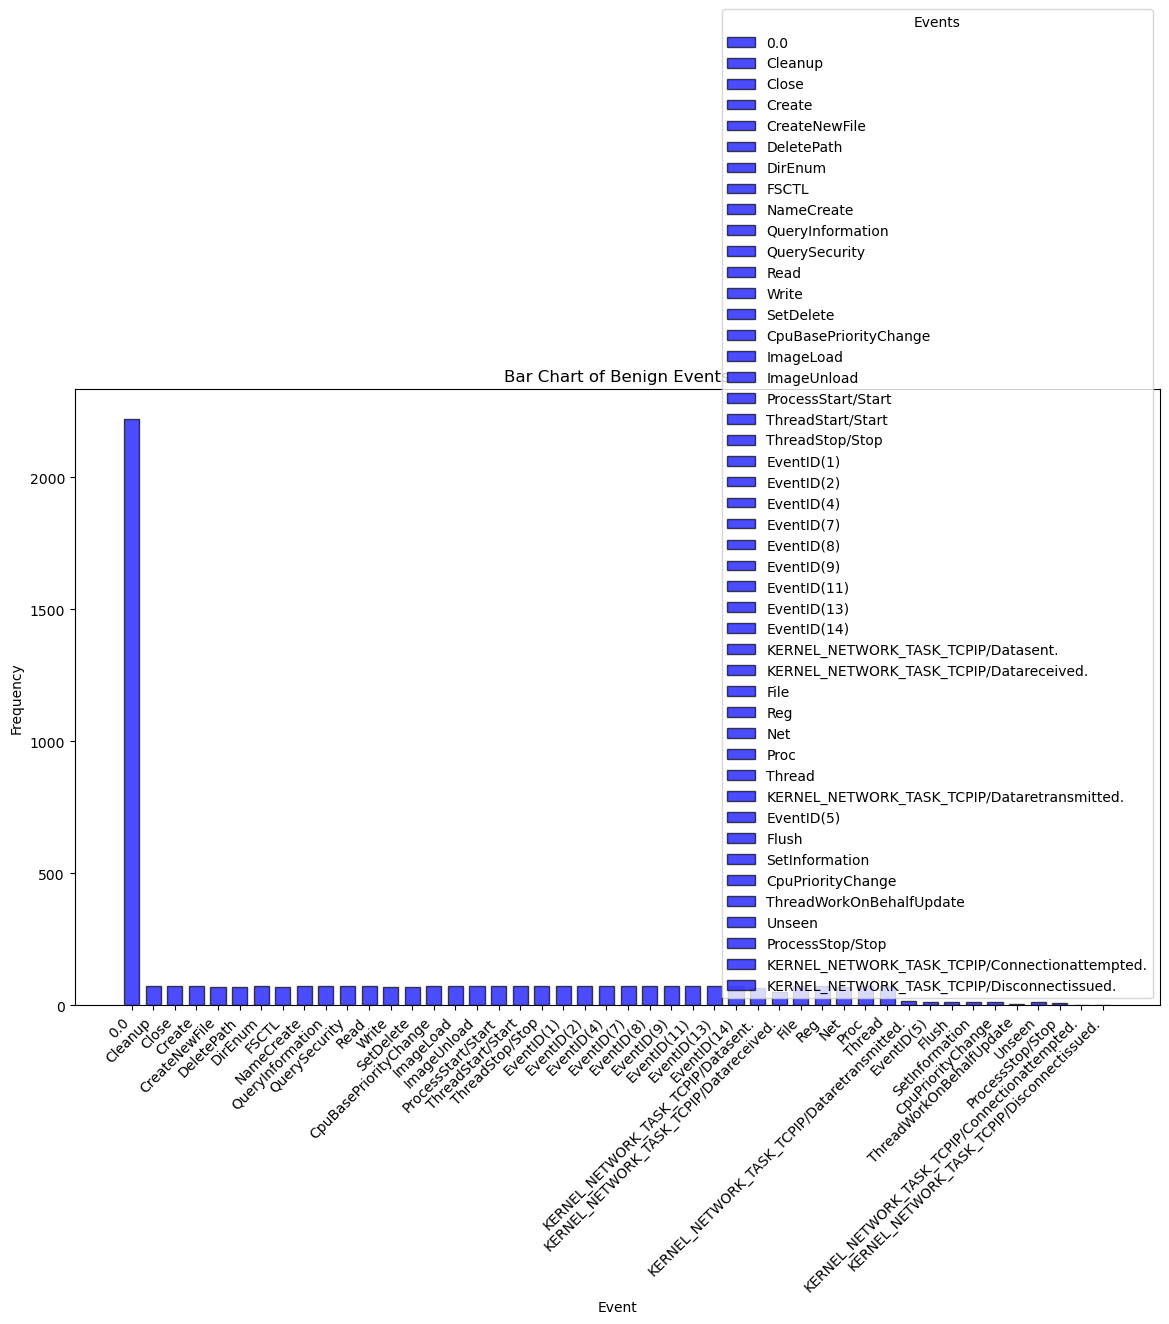 Events
0.0
Cleanup
Close
Create
CreateNewFile
DeletePath
DirEnum
FSCTL
NameCreate
QueryInformation
QuerySecurity
Read
Write
SetDelete
CpuBasePriorityChange
ImageLoad
ImageUnload
ProcessStart/Start
ThreadStart/Start
ThreadStop/Stop
EventID(1)
EventID(2)
EventID(4)
EventID(7)
EventID(8)
EventID(9)
EventID(11)
EventID(13)
EventID(14)
KERNEL_NETWORK_TASK_TCPIP/Datasent.
KERNEL_NETWORK_TASK_TCPIP/Datareceived.
File
Reg
Net
Proc
Thread
KERNEL_NETWORK_TASK_TCPIP/Dataretransmitted.
EventID(5)
Flush
SetInformation
CpuPriorityChange
ThreadWorkOnBehalfUpdate
Unseen
ProcessStop/Stop
KERNEL_NETWORK_TASK_TCPIP/Connectionattempted.
KERNEL_NETWORK_TASK_TCPIP/Disconnectissued.
Bar Chart of Benign Events
Frequency
2000
1500
1000
500
0
0.0
Cleanup
Close
Create
CreateNewFile
DeletePath
DirEnum
FSCTL
NameCreate
QueryInformation
QuerySecurity
Read
Write
SetDelete
CpuBasePriorityChange
ImageLoad
ImageUnload
ProcessStart/Start
ThreadStart/Start
ThreadStop/Stop
EventID(1)
EventID(2)
EventID(4)
EventID(7)
EventID(8)
EventID(9)
EventID(11)
EventID(13)
EventID(14)
KERNEL_NETWORK_TASK_TCPIP/Datasent.
KERNEL_NETWORK_TASK_TCPIP/Datareceived.
File
Reg
Net
Proc
Thread
KERNEL_NETWORK_TASK_TCPIP/Dataretransmitted.
EventID(5)
Flush
SetInformation
CpuPriorityChange
ThreadWorkOnBehalfUpdate
Unseen
ProcessStop/Stop
KERNEL_NETWORK_TASK_TCPIP/Connectionattempted.
KERNEL_NETWORK_TASK_TCPIP/Disconnectissued.
Event